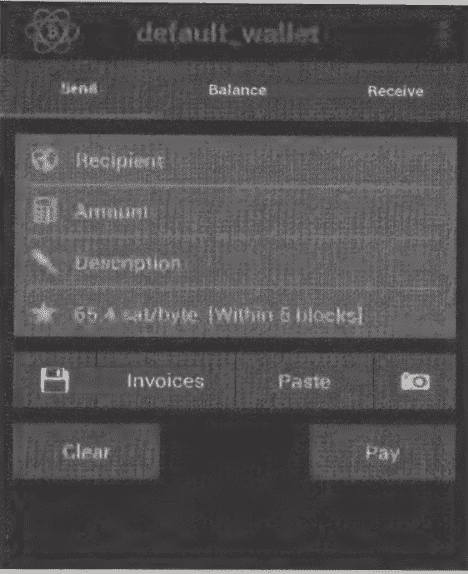 default_wallet
Send Balance Receive
Recipient
Amount
Description
65.4 sat/byte [Within 5 blocks]
Invoices Paste
Clear Pay